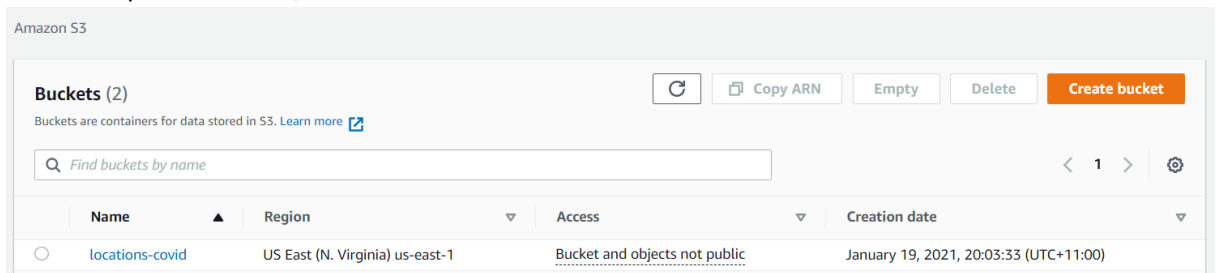 Amazon S3
Buckets (2)
Copy ARN
Empty
Delete
Create bucket
Buckets are containers for data stored in S3. Learn more
Find buckets by name
1
Name Region Access Creation date
locations-covid US East (N. Virginia) us-east-1 Bucket and objects not public January 19, 2021, 20:03:33 (UTC+11:00)